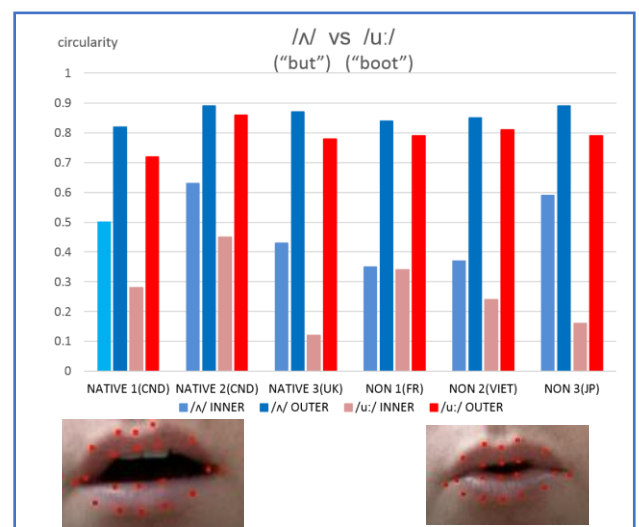 circularity
/ʌ/ vs /uː/
("but") ("boot")
1
0.9
0.8
0.7
0.6
0.5
0.4
0.3
0.2
0.1
0
NATIVE 1(CND) NATIVE 2(CND) NATIVE 3(UK) NON 1(FR) NON 2(VIET) NON 3(JP)
/ʌ/ INNER /ʌ/ OUTER /uː/ INNER /uː/ OUTER